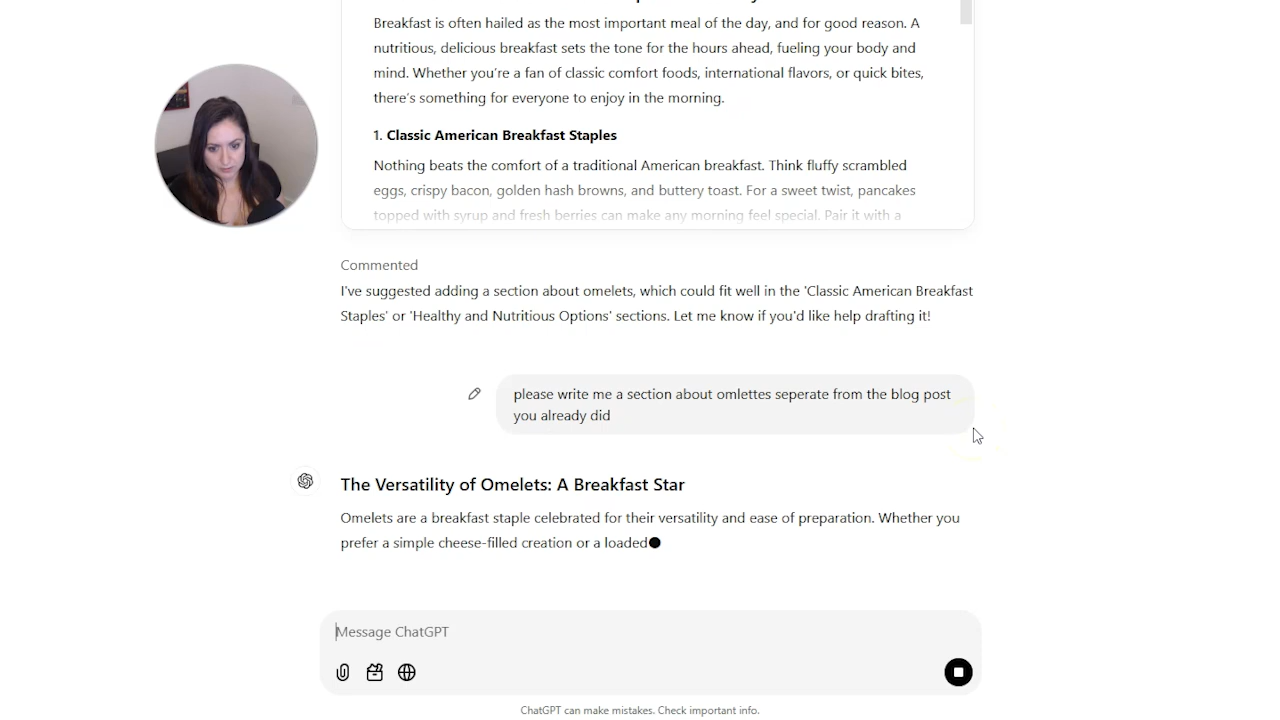 Breakfast is often hailed as the most important meal of the day, and for good reason. A
nutritious, delicious breakfast sets the tone for the hours ahead, fueling your body and
mind. Whether you're a fan of classic comfort foods, international flavors, or quick bites,
there's something for everyone to enjoy in the morning.
1. Classic American Breakfast Staples
Nothing beats the comfort of a traditional American breakfast. Think fluffy scrambled
eggs, crispy bacon, golden hash browns, and buttery toast. For a sweet twist, pancakes
topped with syrup and fresh berries can make any morning feel special. Pair it with a
Commented
I've suggested adding a section about omelets, which could fit well in the 'Classic American Breakfast
Staples' or 'Healthy and Nutritious Options' sections. Let me know if you'd like help drafting it!
please write me a section about omlettes seperate from the blog post
you already did
The Versatility of Omelets: A Breakfast Star
Omelets are a breakfast staple celebrated for their versatility and ease of preparation. Whether you
prefer a simple cheese-filled creation or a loaded
Message ChatGPT
ChatGPT can make mistakes. Check important info.